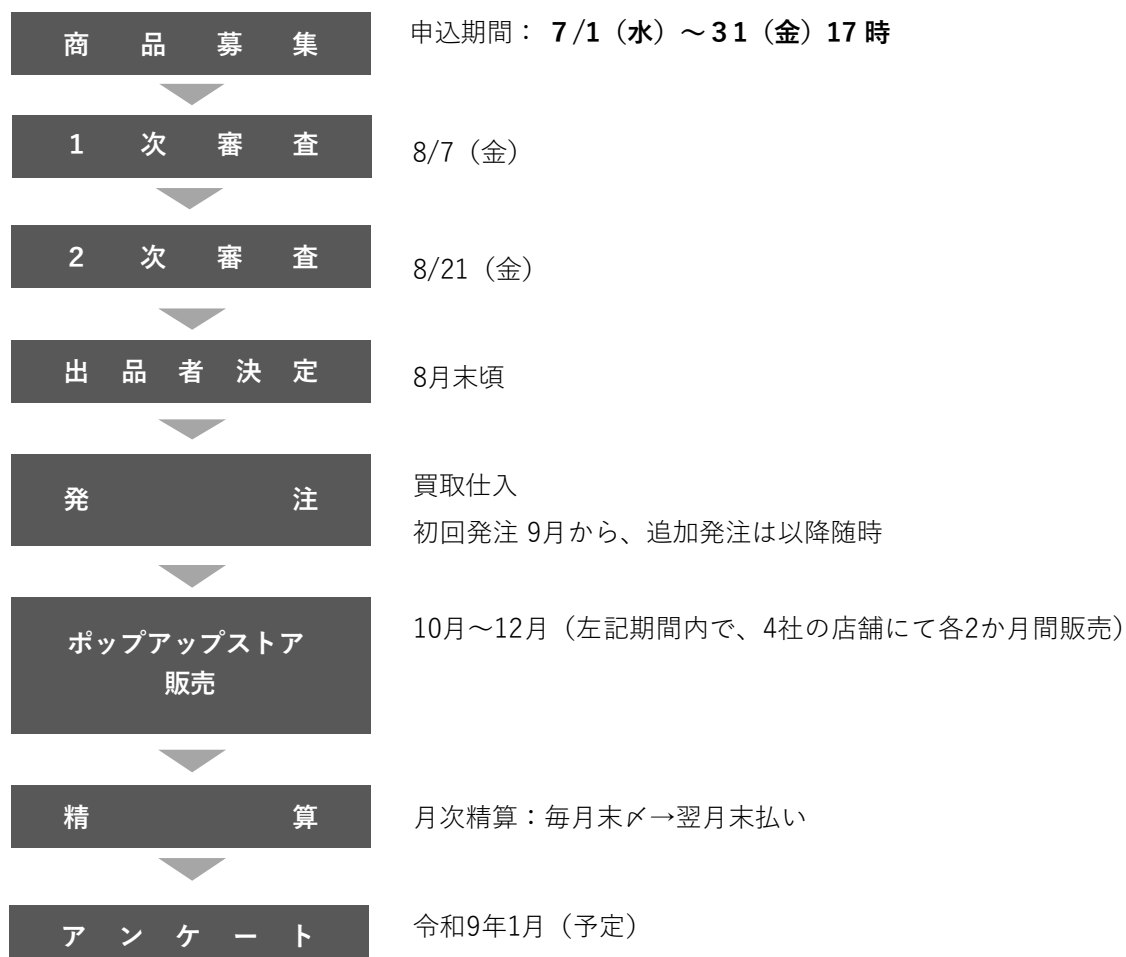 商品募集
申込期間： 7/1（水）～31（金）17時
1次審査
8/7（金）
2次審査
8/21（金）
出品者決定
8月末頃
発注
買取仕入
初回発注 9月から、追加発注は以降随時
ポップアップストア
販売
10月～12月（左記期間内で、4社の店舗にて各2か月間販売）
精算
月次精算：毎月末〆→翌月末払い
アンケート
令和9年1月（予定）